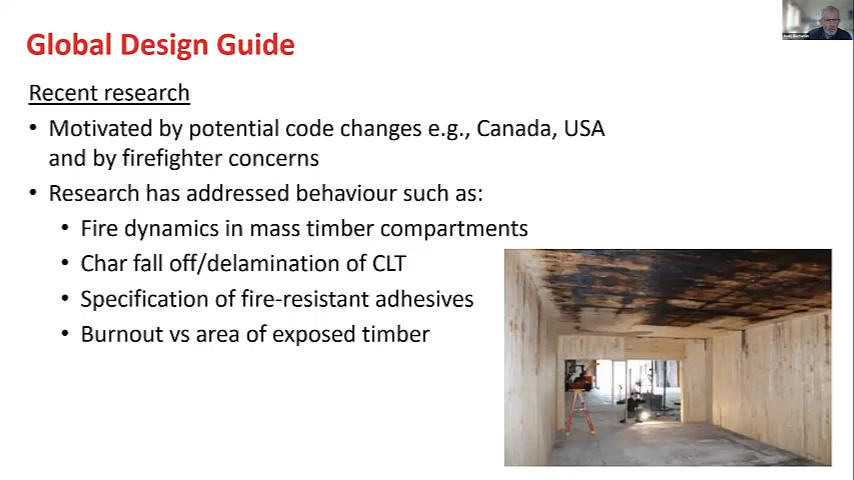 Global Design Guide
Recent research
• Motivated by potential code changes e.g., Canada, USA
and by firefighter concerns
• Research has addressed behaviour such as:
• Fire dynamics in mass timber compartments
• Char fall off/delamination of CLT
• Specification of fire-resistant adhesives
• Burnout vs area of exposed timber